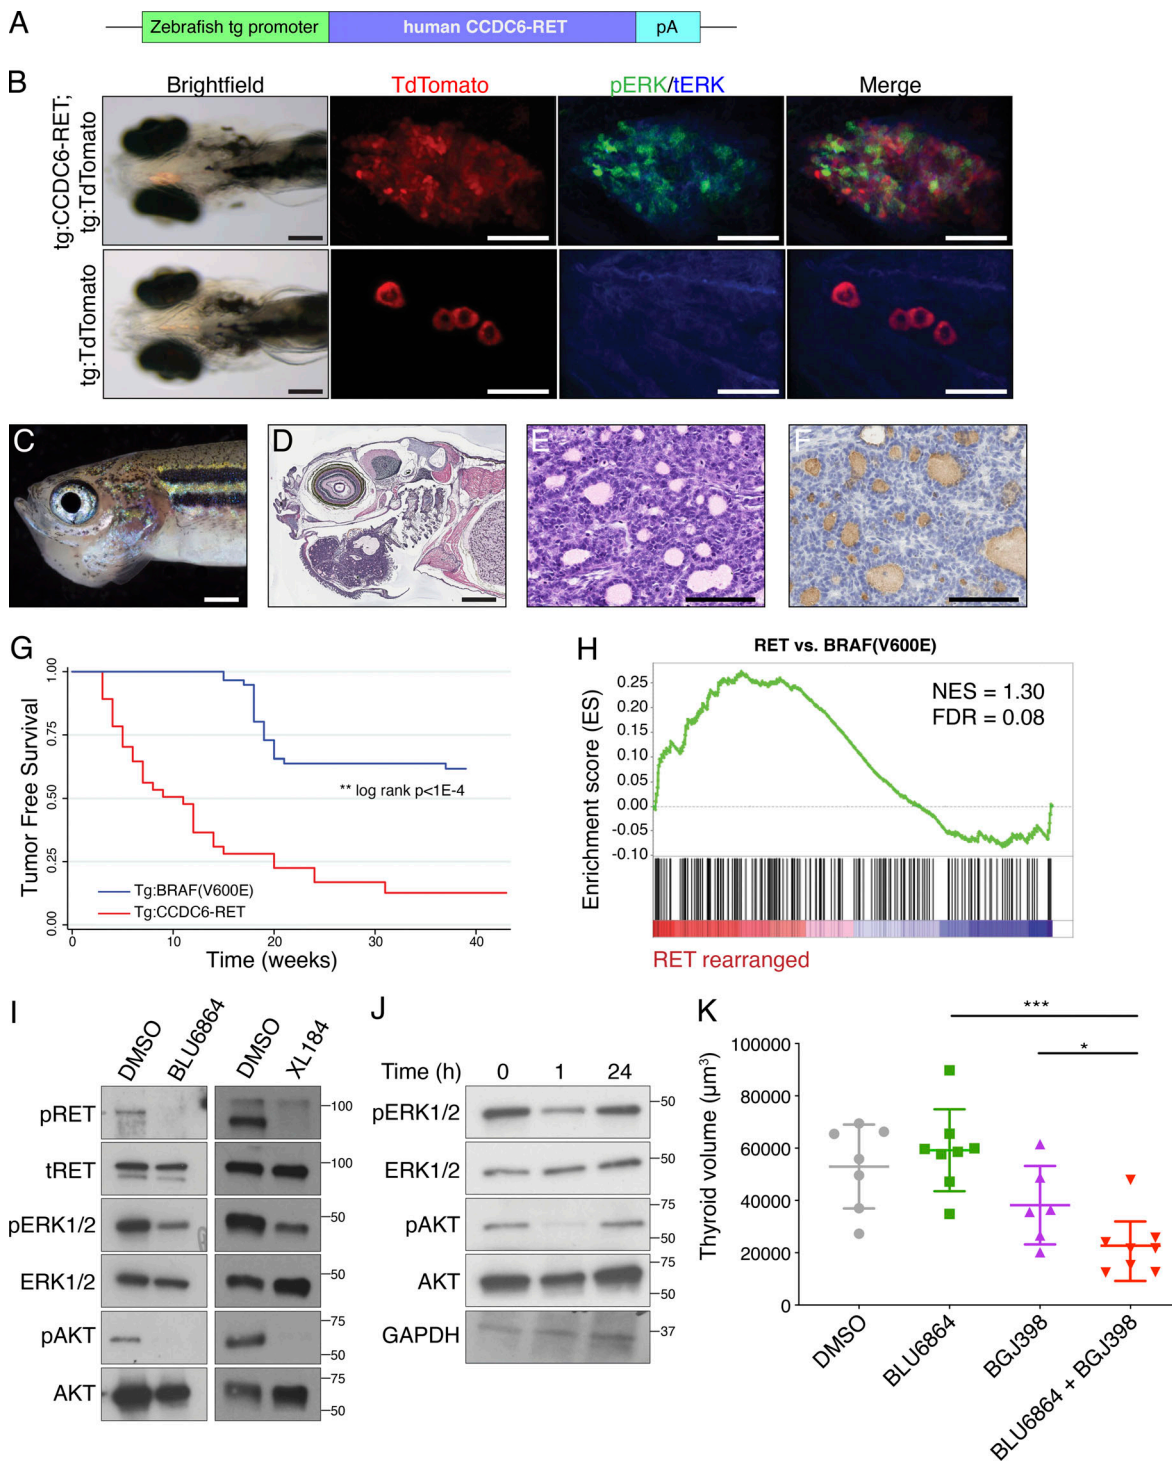 A
Zebrafish tg promoter
human CCDC6-RET
pA
B
Brightfield
TdTomato
pERK/tERK
Merge
tg:CCDC6-RET;
tg:TdTomato
tg:TdTomato
C
D
E
F
G
Tumor Free Survival
1.00
0.75
0.50
0.25
0.00
** log rank p<1E-4
Tg:BRAF(V600E)
Tg:CCDC6-RET
0
10
20
30
40
Time (weeks)
H
RET vs. BRAF(V600E)
Enrichment score (ES)
0.25
0.20
0.15
0.10
0.05
0.00
-0.05
-0.10
NES = 1.30
FDR = 0.08
RET rearranged
I
DMSO
BLU6864
DMSO
XL184
pRET
100
tRET
100
pERK1/2
50
ERK1/2
50
pAKT
75
50
AKT
75
50
J
Time (h)
0
1
24
pERK1/2
50
ERK1/2
50
pAKT
75
50
AKT
75
50
GAPDH
37
K
***
*
Thyroid volume (µm³)
100000
80000
60000
40000
20000
0
DMSO
BLU6864
BGJ398
BLU6864 + BGJ398